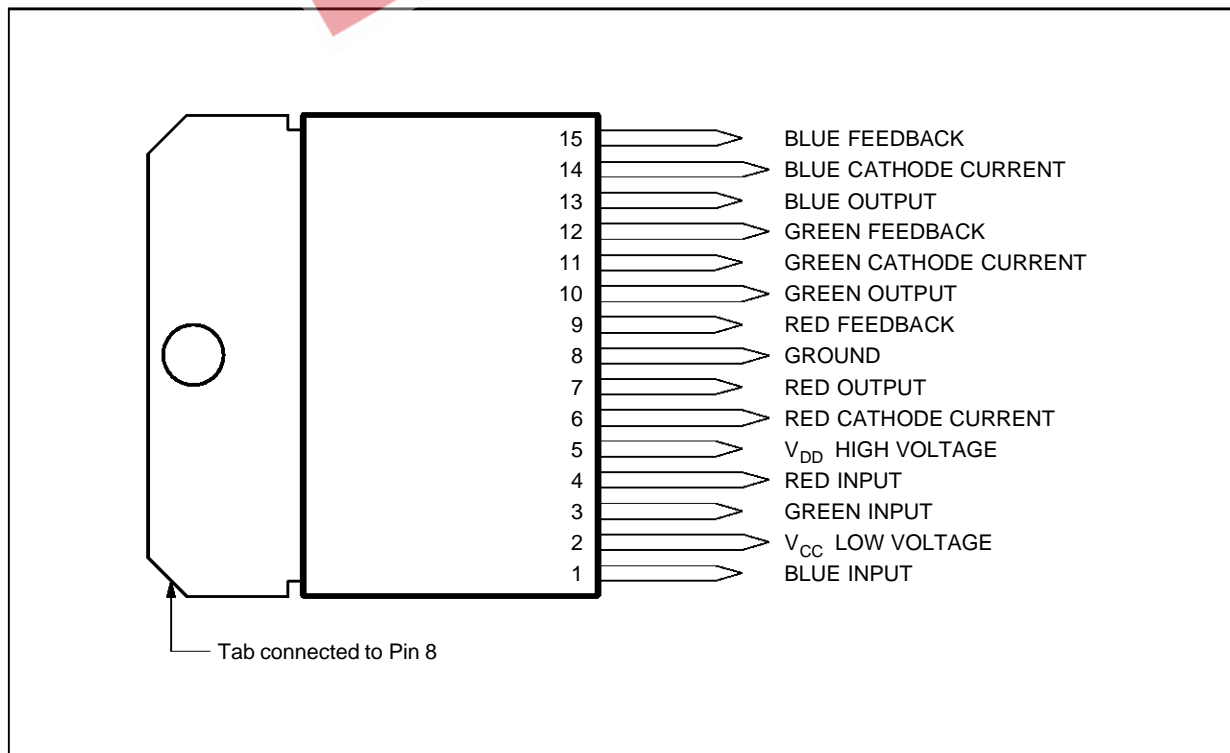 15 BLUE FEEDBACK
14 BLUE CATHODE CURRENT
13 BLUE OUTPUT
12 GREEN FEEDBACK
11 GREEN CATHODE CURRENT
10 GREEN OUTPUT
9 RED FEEDBACK
8 GROUND
7 RED OUTPUT
6 RED CATHODE CURRENT
5 VDD HIGH VOLTAGE
4 RED INPUT
3 GREEN INPUT
2 VCC LOW VOLTAGE
1 BLUE INPUT
Tab connected to Pin 8